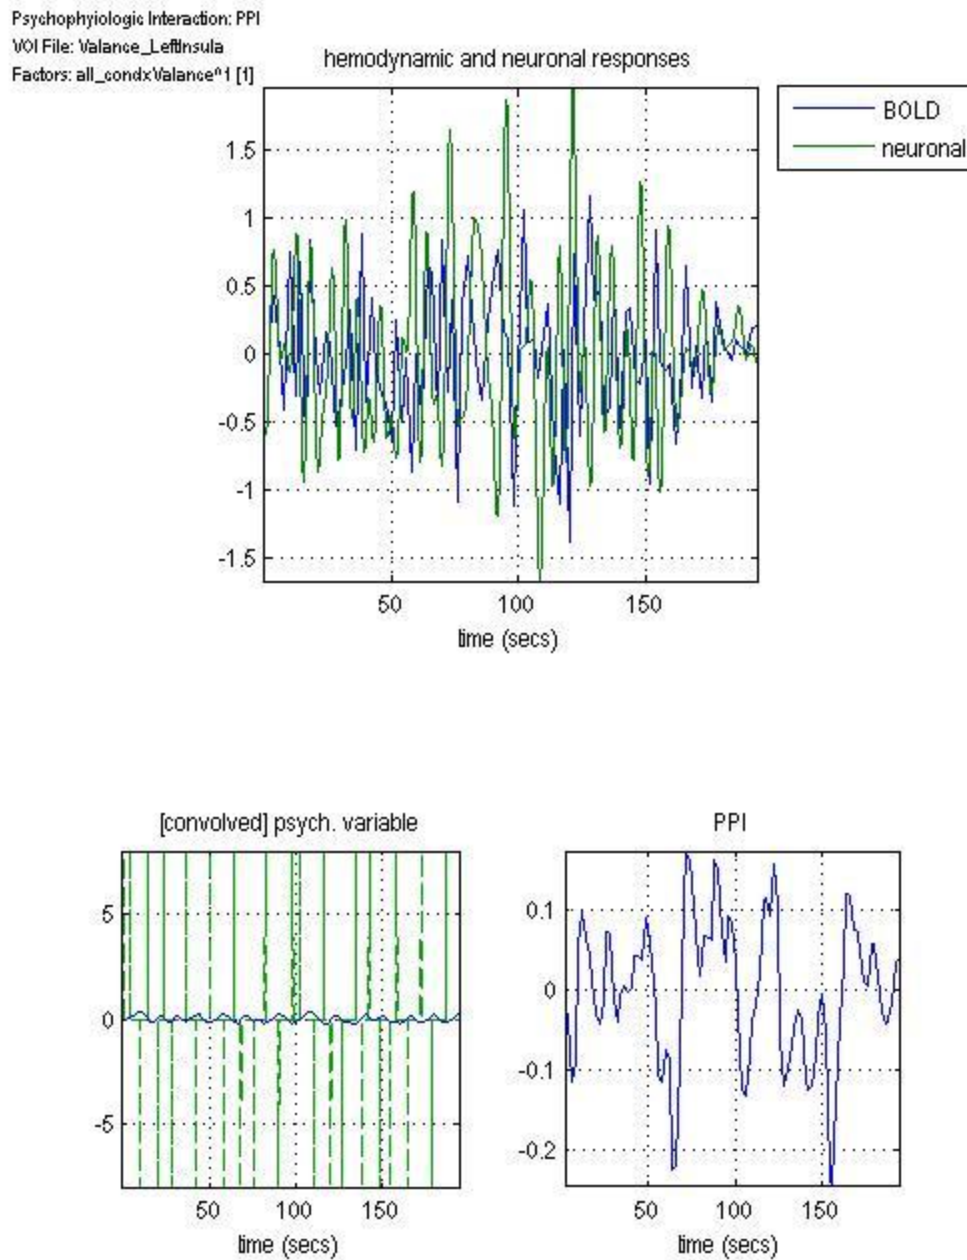 Psychophyiologic Interaction: PPI
VOI File: Valance_LeftInsula
Factors: all_condxValance^1 [1]
hemodynamic and neuronal responses
BOLD
neuronal
1.5
1
0.5
0
-0.5
-1
-1.5
50 100 150
time (secs)
[convolved] psych. variable
5
0
-5
50 100 150
time (secs)
PPI
0.1
0
-0.1
-0.2
50 100 150
time (secs)